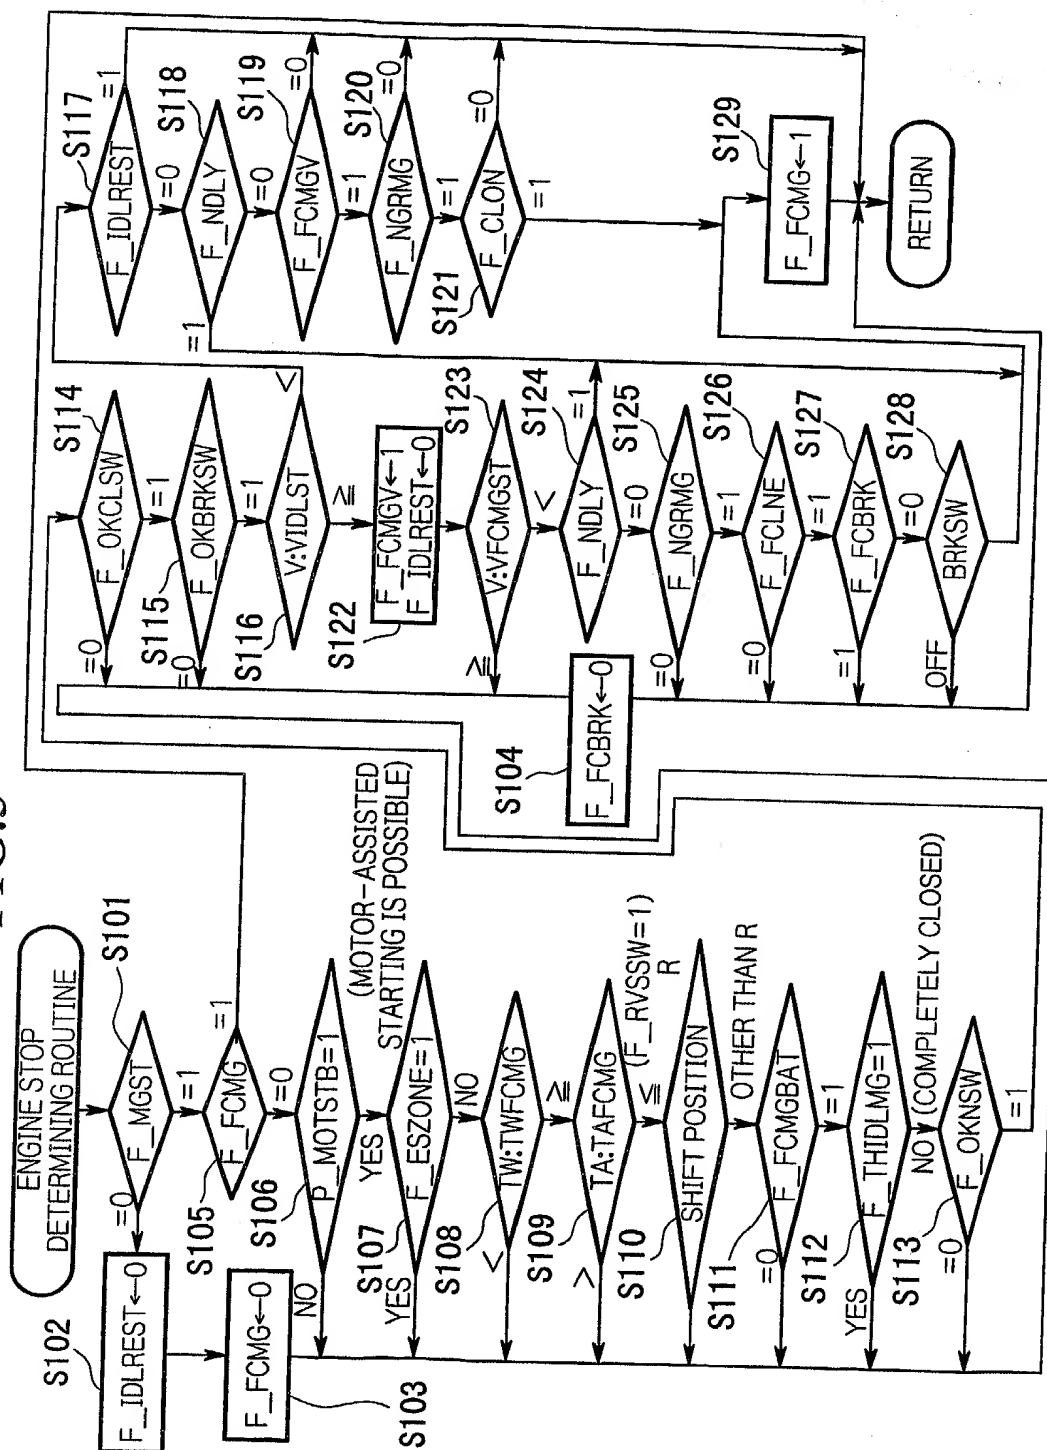 ENGINE STOP
DETERMINING ROUTINE
S101
F_MGST
=0
=1
S102
F_IDLREST←0
F_FCMG←0
S103
S105
F_FCMG
=1
=0
S106
P_MOTSTB=1
NO
YES
(MOTOR-ASSISTED
STARTING IS POSSIBLE)
S107
F_ESZONE=1
YES
NO
S108
TW:TWFCMG
<
≧
S109
TA:TAFCMG
>
≦
(F_RVSSW=1)
R
S110
SHIFT POSITION
OTHER THAN R
S111
F_FCMGBAT
=0
=1
S112
F_THIDLMG=1
YES
NO (COMPLETELY CLOSED)
S113
F_OKNSW
=0
=1
S104
F_FCBRK←0
S114
F_OKCLSW
=0
=1
S115
F_OKBRKSW
=0
=1
S116
V:VIDLST
<
≧
S122
F_FCMGV←1
F_IDLREST←0
S123
V:VFCMGST
≧
<
S124
F_NDLY
=1
=0
S125
F_NGRMG
=0
=1
S126
F_FCLNE
=0
=1
S127
F_FCBRK
=1
=0
S128
BRKSW
OFF
S117
F_IDLREST
=1
=0
S118
F_NDLY
=1
=0
S119
F_FCMGV
=0
=1
S120
F_NGRMG
=0
=1
S121
F_CLON
=0
=1
S129
F_FCMG←1
RETURN